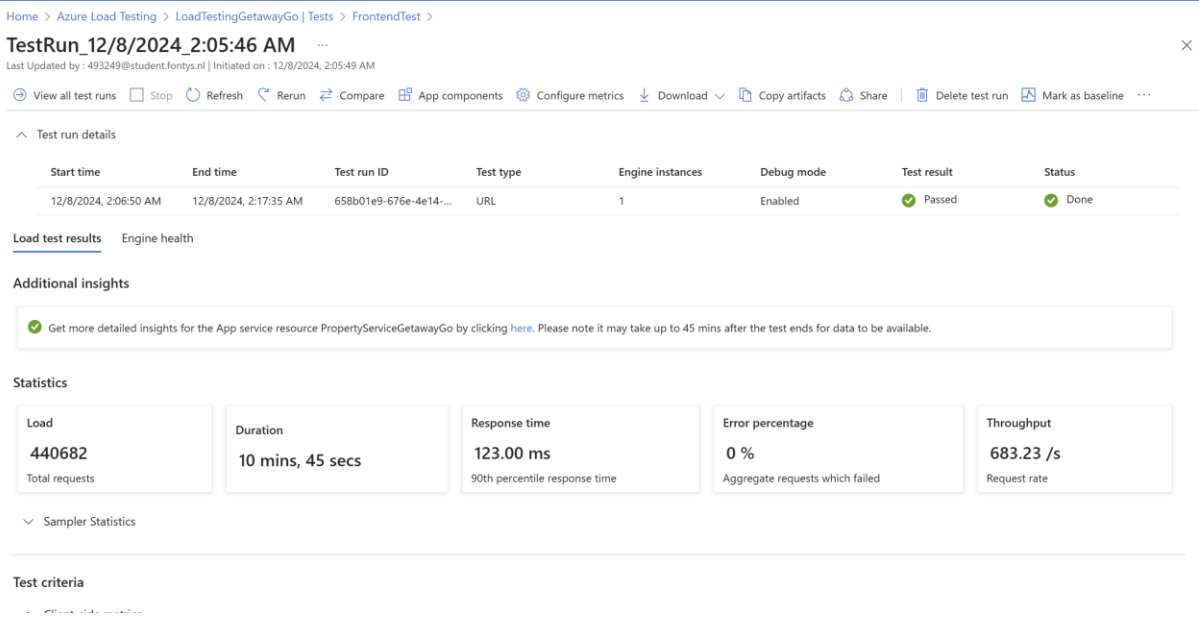 Home > Azure Load Testing > LoadTestingGetawayGo | Tests > FrontendTest >
TestRun_12/8/2024_2:05:46 AM ...
Last Updated by : 493249@student.fontys.nl | Initiated on : 12/8/2024, 2:05:49 AM
View all test runs Stop Refresh Rerun Compare App components Configure metrics Download Copy artifacts Share Delete test run Mark as baseline ...
Test run details
Start time End time Test run ID Test type Engine instances Debug mode Test result Status
12/8/2024, 2:06:50 AM 12/8/2024, 2:17:35 AM 658b01e9-676e-4e14-... URL 1 Enabled Passed Done
Load test results Engine health
Additional insights
Get more detailed insights for the App service resource PropertyServiceGetawayGo by clicking here. Please note it may take up to 45 mins after the test ends for data to be available.
Statistics
Load Duration Response time Error percentage Throughput
440682 10 mins, 45 secs 123.00 ms 0 % 683.23 /s
Total requests 90th percentile response time Aggregate requests which failed Request rate
Sampler Statistics
Test criteria
Client-side metrics